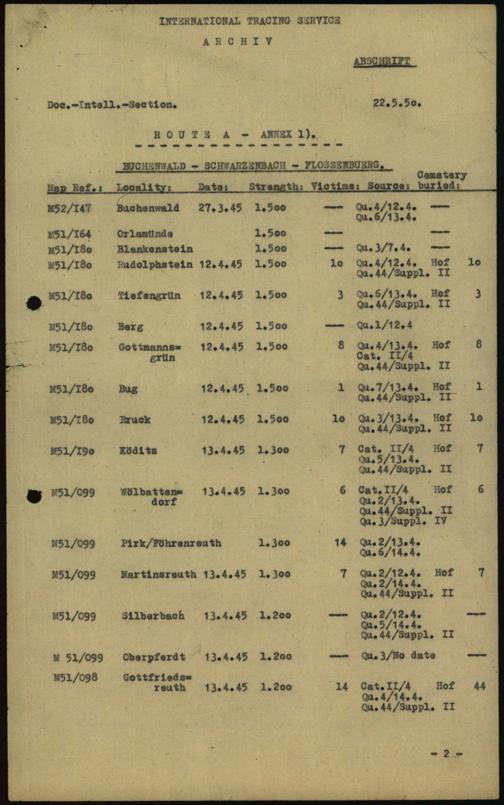 INTERNATIONAL TRACING SERVICE
A R C H I V
ABSCHRIFT
Doc.-Intell.-Section. 22.5.5o.
R O U T E A - ANNEX 1).
BUCHENWALD - SCHWARZENBACH - FLOSSENBUERG.
Cemetery
Map Ref.: Locality: Date: Strength: Victims: Source: buried:
M52/I47 Buchenwald 27.3.45 1.5oo -- Qu.4/12.4. --
Qu.6/13.4.
M51/I64 Orlamünde 1.5oo -- --
M51/I8o Blankenstein 1.5oo -- Qu.3/7.4. --
M51/I8o Rudolphstein 12.4.45 1.5oo 1o Qu.4/12.4. Hof 1o
Qu.44/Suppl. II
M51/I8o Tiefengrün 12.4.45 1.5oo 3 Qu.6/13.4. Hof 3
Qu.44/Suppl. II
M51/I8o Berg 12.4.45 1.5oo -- Qu.1/12.4
M51/I8o Gottmanns= 12.4.45 1.5oo 8 Qu.4/13.4. Hof 8
grün Cat. II/4
Qu.44/Suppl. II
M51/I8o Bug 12.4.45 1.5oo 1 Qu.7/13.4. Hof 1
Qu.44/Suppl. II
M51/I8o Bruck 12.4.45 1.5oo 1o Qu.3/13.4. Hof 1o
Qu.44/Suppl. II
M51/I9o Köditz 13.4.45 1.3oo 7 Cat. II/4 Hof 7
Qu.5/13.4.
Qu.44/Suppl. II
M51/O99 Wölbatten= 13.4.45 1.3oo 6 Cat.II/4 Hof 6
dorf Qu.2/13.4.
Qu.44/Suppl. II
Qu.3/Suppl. IV
M51/O99 Pirk/Föhrenreuth 1.3oo 14 Qu.2/13.4.
Qu.6/14.4.
M51/O99 Martinsreuth 13.4.45 1.3oo 7 Qu.2/12.4. Hof 7
Qu.2/14.4.
Qu.44/Suppl. II
M51/O99 Silberbach 13.4.45 1.2oo -- Qu.2/12.4. --
Qu.5/14.4.
Qu.44/Suppl. II
M 51/O99 Oberpferdt 13.4.45 1.2oo -- Qu.3/No date --
M51/O98 Gottfrieds=
reuth 13.4.45 1.2oo 14 Cat.II/4 Hof 44
Qu.4/14.4.
Qu.44/Suppl. II
- 2 -